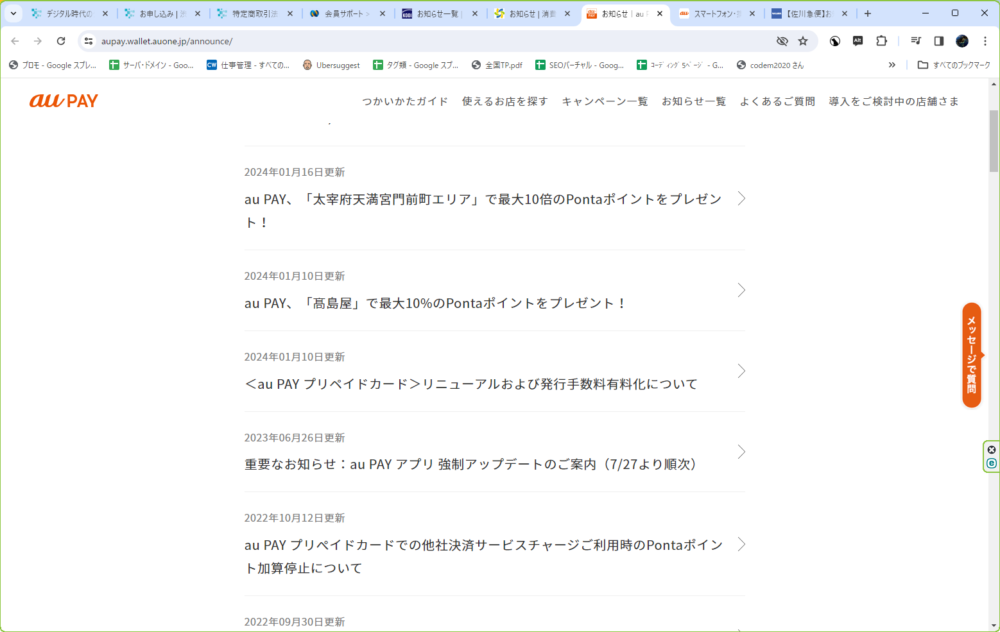 デジタル時代の
お申し込み | 渋
特定商取引法
会員サポート >
KDDI
お知らせ一覧 |
お知らせ | 消費
au PAY
お知らせ | au P
au
スマートフォン・携
【佐川急便】お
aupay.wallet.auone.jp/announce/
Alt
プロモ - Google スプレ...
サーバ・ドメイン - Goo...
CW 仕事管理 - すべての...
Ubersuggest
タグ類 - Google スプ...
全国TP.pdf
SEOバーチャル - Goog...
コーディング 5ページ - G...
codem2020 さん
»
すべてのブックマーク
au PAY
つかいかたガイド 使えるお店を探す キャンペーン一覧 お知らせ一覧 よくあるご質問 導入をご検討中の店舗さま
2024年01月16日更新
au PAY、「太宰府天満宮門前町エリア」で最大10倍のPontaポイントをプレゼン
ト！
2024年01月10日更新
au PAY、「髙島屋」で最大10%のPontaポイントをプレゼント！
2024年01月10日更新
＜au PAY プリペイドカード＞リニューアルおよび発行手数料有料化について
2023年06月26日更新
重要なお知らせ：au PAY アプリ 強制アップデートのご案内（7/27より順次）
2022年10月12日更新
au PAY プリペイドカードでの他社決済サービスチャージご利用時のPontaポイン
ト加算停止について
2022年09月30日更新
メッセージで質問